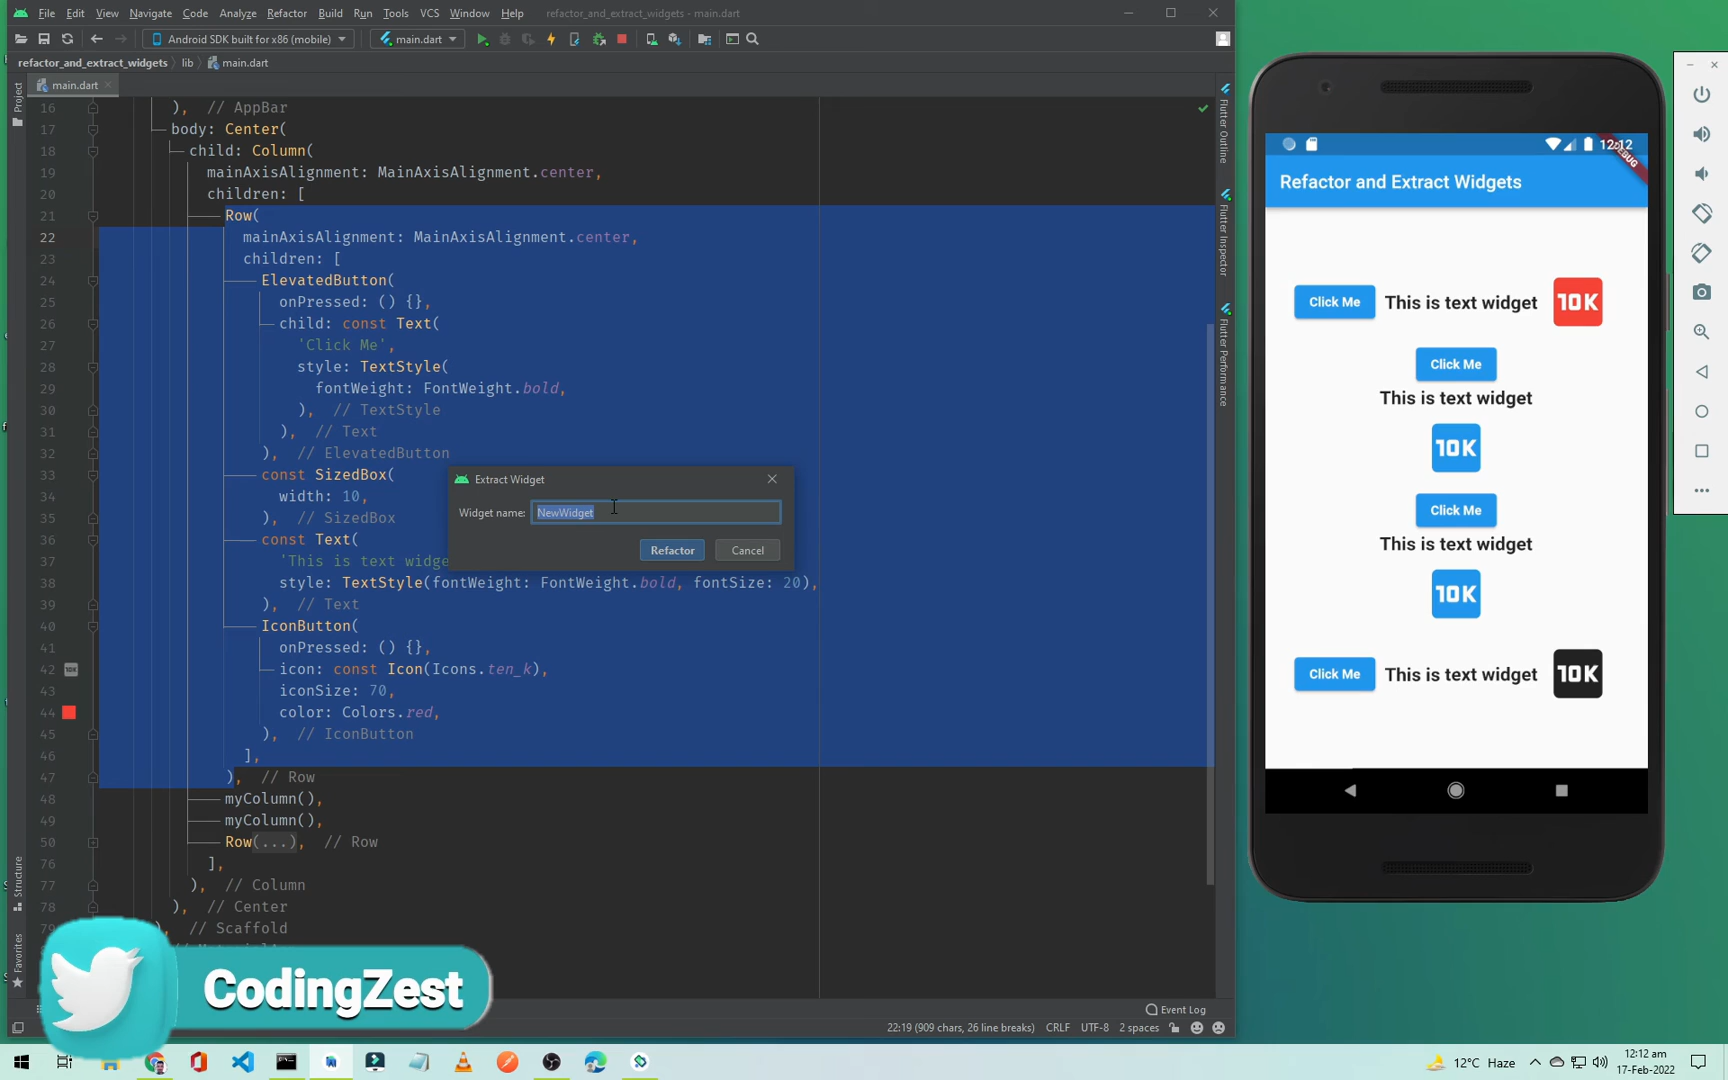 File Edit View Navigate Code Analyze Refactor Build Run Tools VCS Window Help refactor_and_extract_widgets - main.dart
Android SDK built for x86 (mobile) main.dart
refactor_and_extract_widgets lib main.dart
main.dart
Project
Structure
Favorites
Flutter Outline
Flutter Inspector
Flutter Performance
16 ), // AppBar
17 body: Center(
18 child: Column(
19 mainAxisAlignment: MainAxisAlignment.center,
20 children: [
21 Row(
22 mainAxisAlignment: MainAxisAlignment.center,
23 children: [
24 ElevatedButton(
25 onPressed: () {},
26 child: const Text(
27 'Click Me',
28 style: TextStyle(
29 fontWeight: FontWeight.bold,
30 ), // TextStyle
31 ), // Text
32 ), // ElevatedButton
33 const SizedBox(
34 width: 10,
35 ), // SizedBox
36 const Text(
37 'This is text widge
38 style: TextStyle(fontWeight: FontWeight.bold, fontSize: 20),
39 ), // Text
40 IconButton(
41 onPressed: () {},
42 icon: const Icon(Icons.ten_k),
43 iconSize: 70,
44 color: Colors.red,
45 ), // IconButton
46 ],
47 ), // Row
48 myColumn(),
49 myColumn(),
50 Row(...), // Row
76 ],
77 ), // Column
78 ), // Center
79 ), // Scaffold
Extract Widget
Widget name: NewWidget
Refactor Cancel
CodingZest
Event Log
22:19 (909 chars, 26 line breaks) CRLF UTF-8 2 spaces
12:12
DEBUG
Refactor and Extract Widgets
Click Me This is text widget 10K
Click Me
This is text widget
10K
Click Me
This is text widget
10K
Click Me This is text widget 10K
12°C Haze
12:12 am
17-Feb-2022